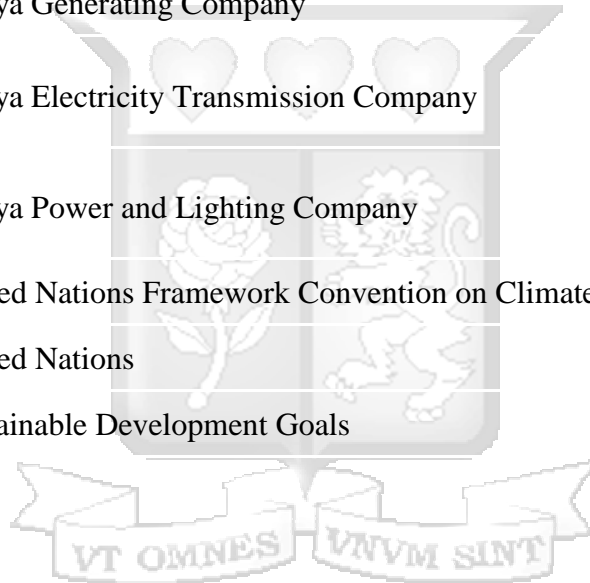 ya Generating Company
ya Electricity Transmission Company
ya Power and Lighting Company
ed Nations Framework Convention on Climate
ed Nations
ainable Development Goals
VT OMNES VNVM SINT